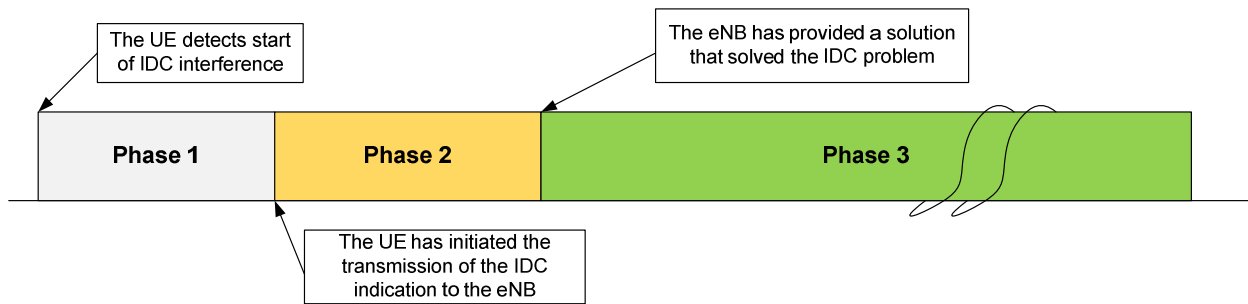 The UE detects start
of IDC interference
The eNB has provided a solution
that solved the IDC problem
Phase 1
Phase 2
Phase 3
The UE has initiated the
transmission of the IDC
indication to the eNB